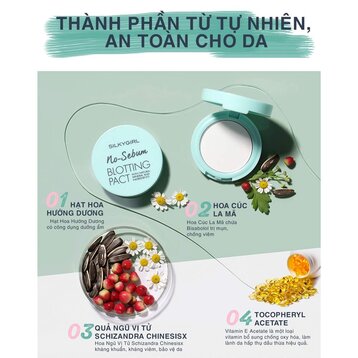 THÀNH PHẦN TỪ TỰ NHIÊN,
AN TOÀN CHO DA
SILKYGIRL
No-Sebum
BLOTTING
PACT
01 HẠT HOA
HƯỚNG DƯƠNG
Hạt Hoa Hướng Dương
có công dụng dưỡng ẩm
02 HOA CÚC
LA MÃ
Hoa Cúc La Mã chứa
Bisabolol trị mụn,
chống viêm
03 QUẢ NGŨ VỊ TỬ
SCHIZANDRA CHINESISX
Hoa Ngũ Vị Tử Schizandra Chinesisx
kháng khuẩn, kháng viêm, bảo vệ da
04 TOCOPHERYL
ACETATE
Vitamin E Acetate là một loại
vitamin bổ sung chống oxy hóa, làm
lành da hấp thụ dầu thừa hiệu quả.